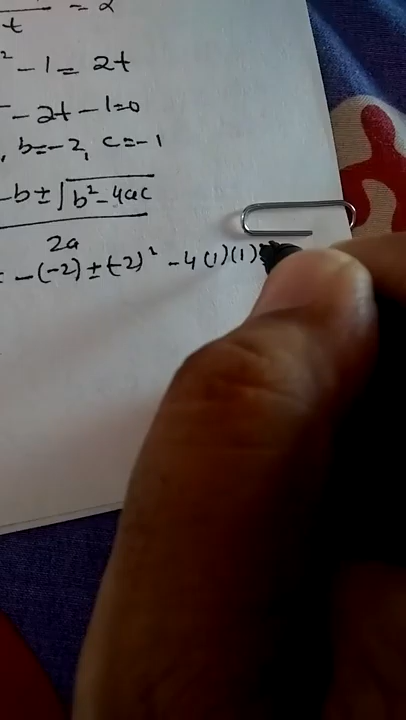 t = 2
² - 1 = 2t
- 2t - 1 = 0
, b = -2, c = -1
-b ± √b² - 4ac
2a
= -(-2) ± (-2)² - 4(1)(1)